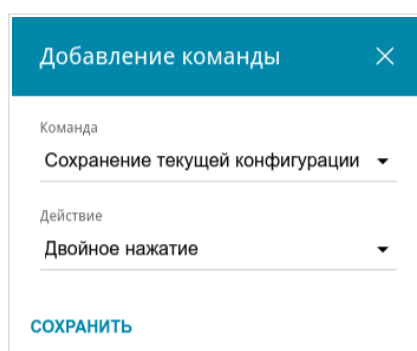 Добавление команды
Команда
Сохранение текущей конфигурации
Действие
Двойное нажатие
СОХРАНИТЬ